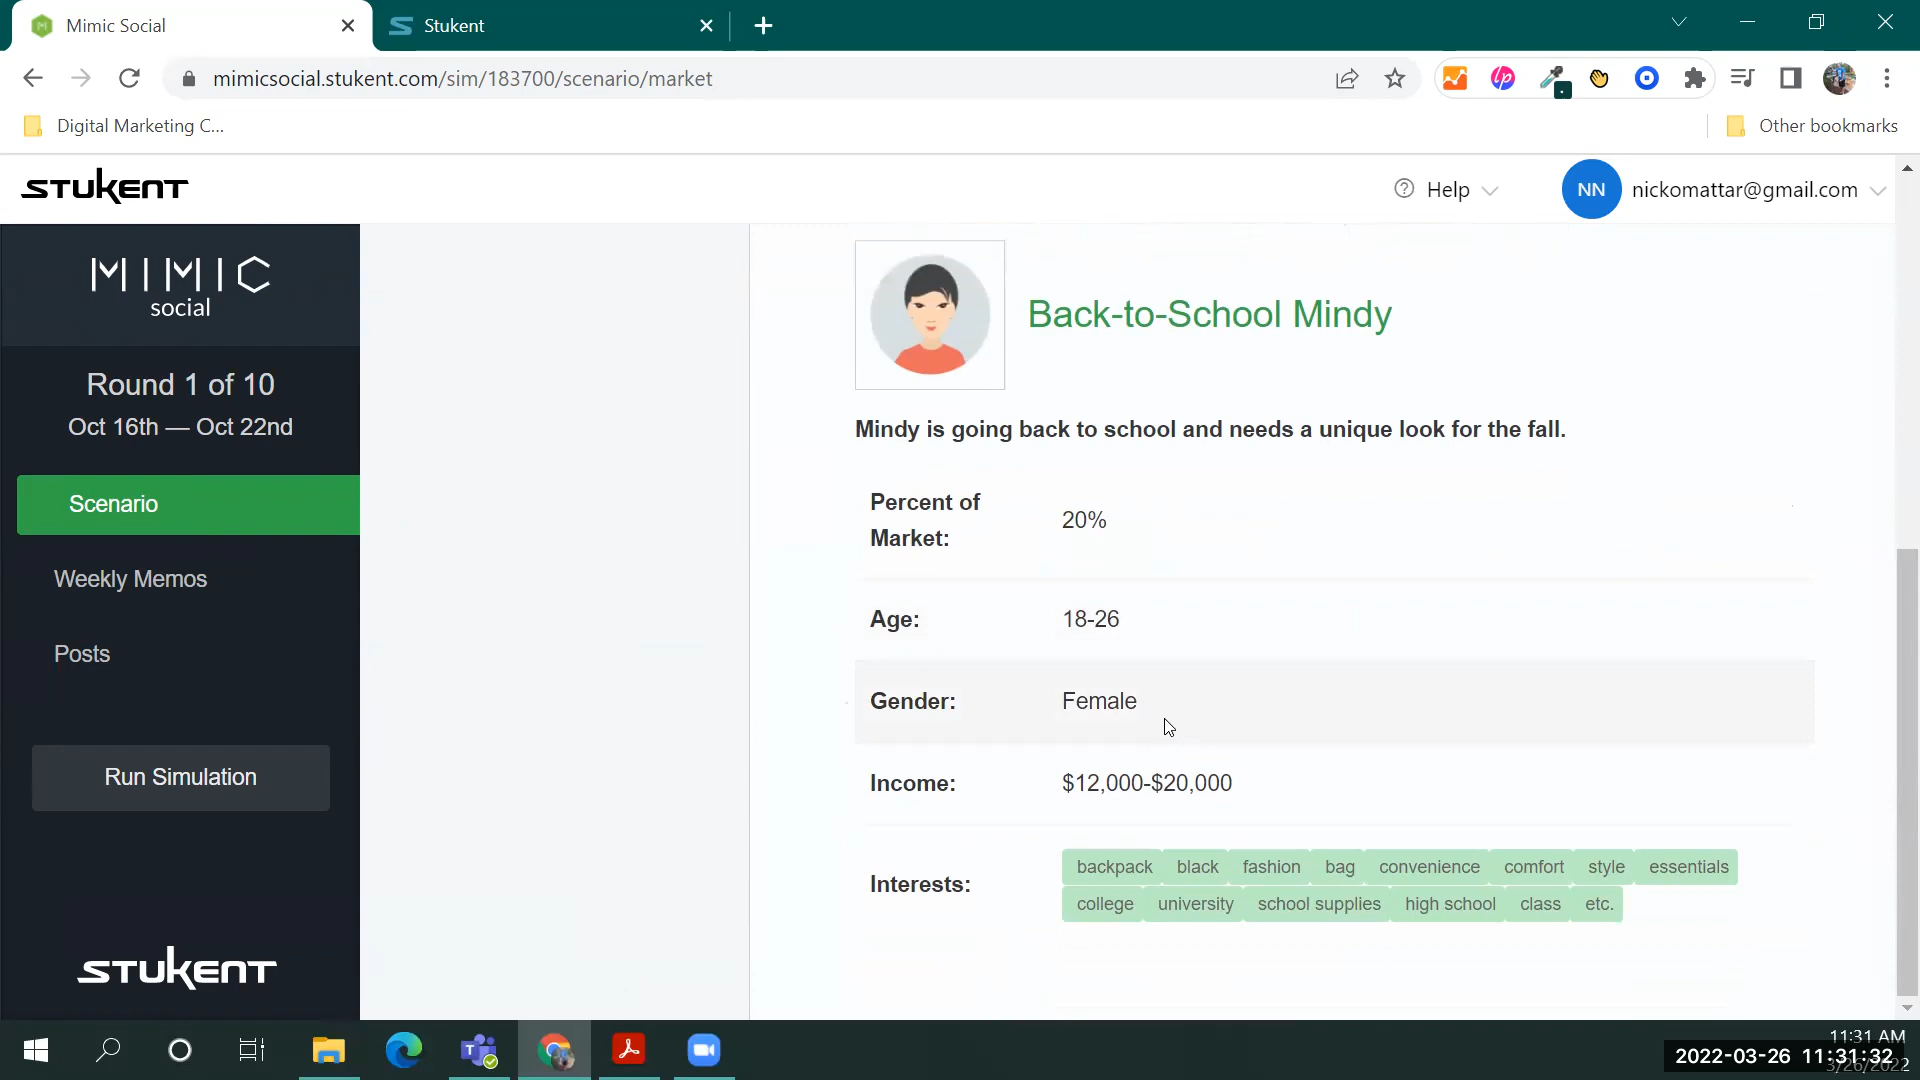 Mimic Social
Stukent
mimicsocial.stukent.com/sim/183700/scenario/market
Digital Marketing C...
Other bookmarks
STUKENT
Help
NN
nickomattar@gmail.com
MIMIC
social
Round 1 of 10
Oct 16th — Oct 22nd
Scenario
Weekly Memos
Posts
Run Simulation
STUKENT
Back-to-School Mindy
Mindy is going back to school and needs a unique look for the fall.
Percent of
Market:
20%
Age:
18-26
Gender:
Female
Income:
$12,000-$20,000
Interests:
backpack black fashion bag convenience comfort style essentials
college university school supplies high school class etc.
11:31 AM
2022-03-26 11:31:32
3/26/2022